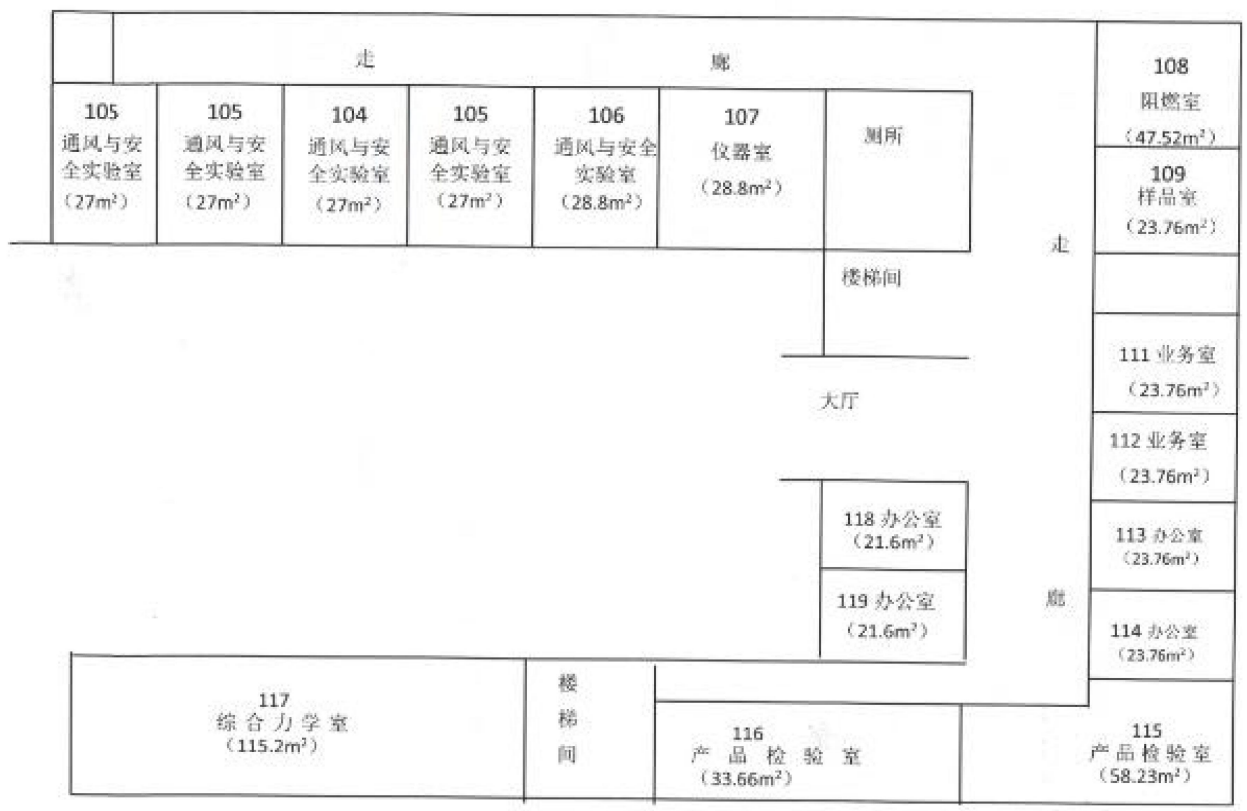 走 廊
105
通风与安
全实验室
(27m²)
105
通风与安
全实验室
(27m²)
104
通风与安
全实验室
(27m²)
105
通风与安
全实验室
(27m²)
106
通风与安全
实验室
(28.8m²)
107
仪器室
(28.8m²)
厕所
108
阻燃室
(47.52m²)
109
样品室
(23.76m²)
走
廊
楼梯间
大厅
111 业务室
(23.76m²)
112 业务室
(23.76m²)
113 办公室
(23.76m²)
114 办公室
(23.76m²)
118 办公室
(21.6m²)
119 办公室
(21.6m²)
117
综合力学室
(115.2m²)
楼
梯
间
116
产品检验室
(33.66m²)
115
产品检验室
(58.23m²)